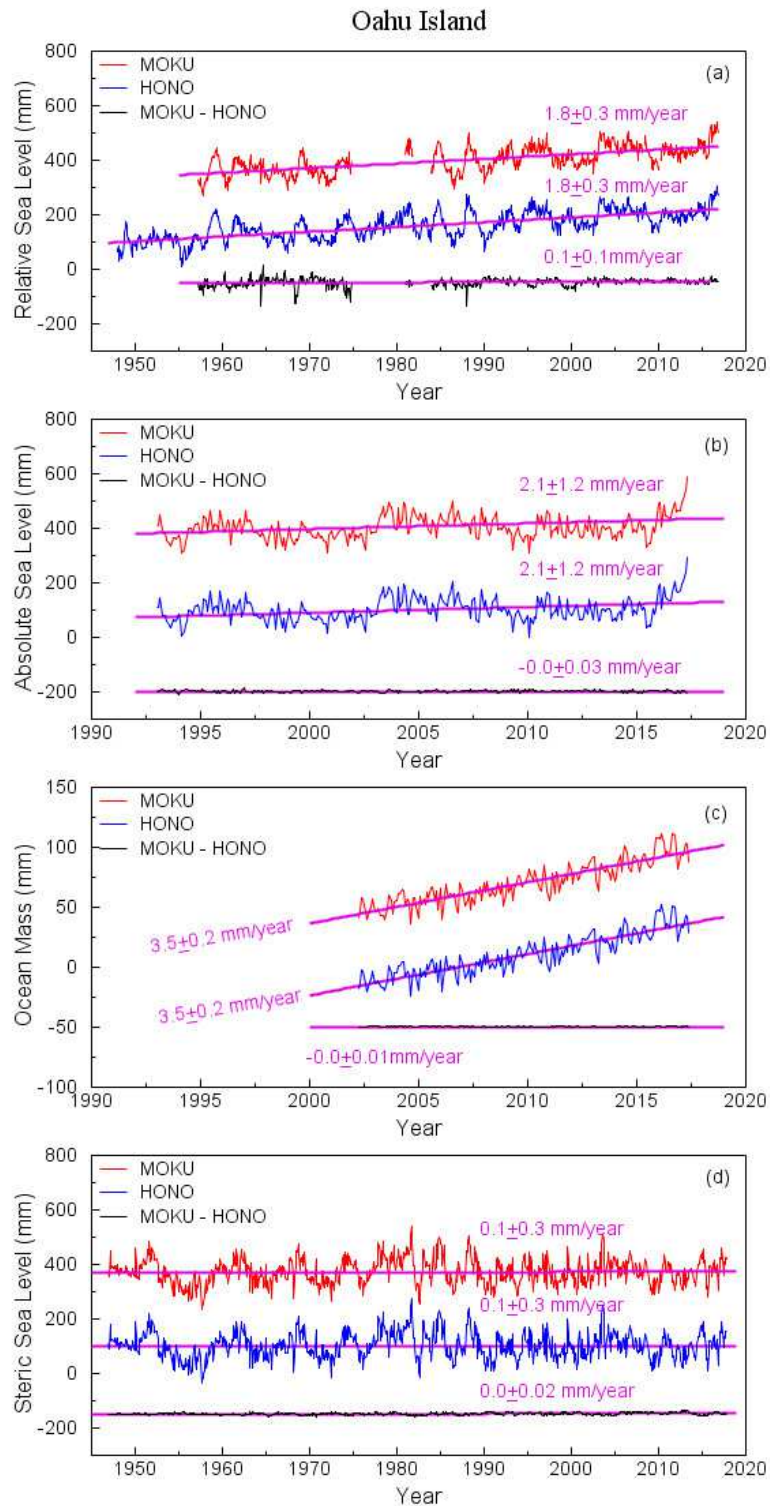 Oahu Island
800
600
400
200
0
-200
Relative Sea Level (mm)
MOKU
HONO
MOKU - HONO
(a)
1.8±0.3 mm/year
1.8±0.3 mm/year
0.1±0.1mm/year
1950 1960 1970 1980 1990 2000 2010 2020
Year
800
600
400
200
0
-200
Absolute Sea Level (mm)
MOKU
HONO
MOKU - HONO
(b)
2.1±1.2 mm/year
2.1±1.2 mm/year
-0.0±0.03 mm/year
1990 1995 2000 2005 2010 2015 2020
Year
150
100
50
0
-50
-100
Ocean Mass (mm)
MOKU
HONO
MOKU - HONO
(c)
3.5±0.2 mm/year
3.5±0.2 mm/year
-0.0±0.01mm/year
1990 1995 2000 2005 2010 2015 2020
Year
800
600
400
200
0
-200
Steric Sea Level (mm)
MOKU
HONO
MOKU - HONO
(d)
0.1±0.3 mm/year
0.1±0.3 mm/year
0.0±0.02 mm/year
1950 1960 1970 1980 1990 2000 2010 2020
Year